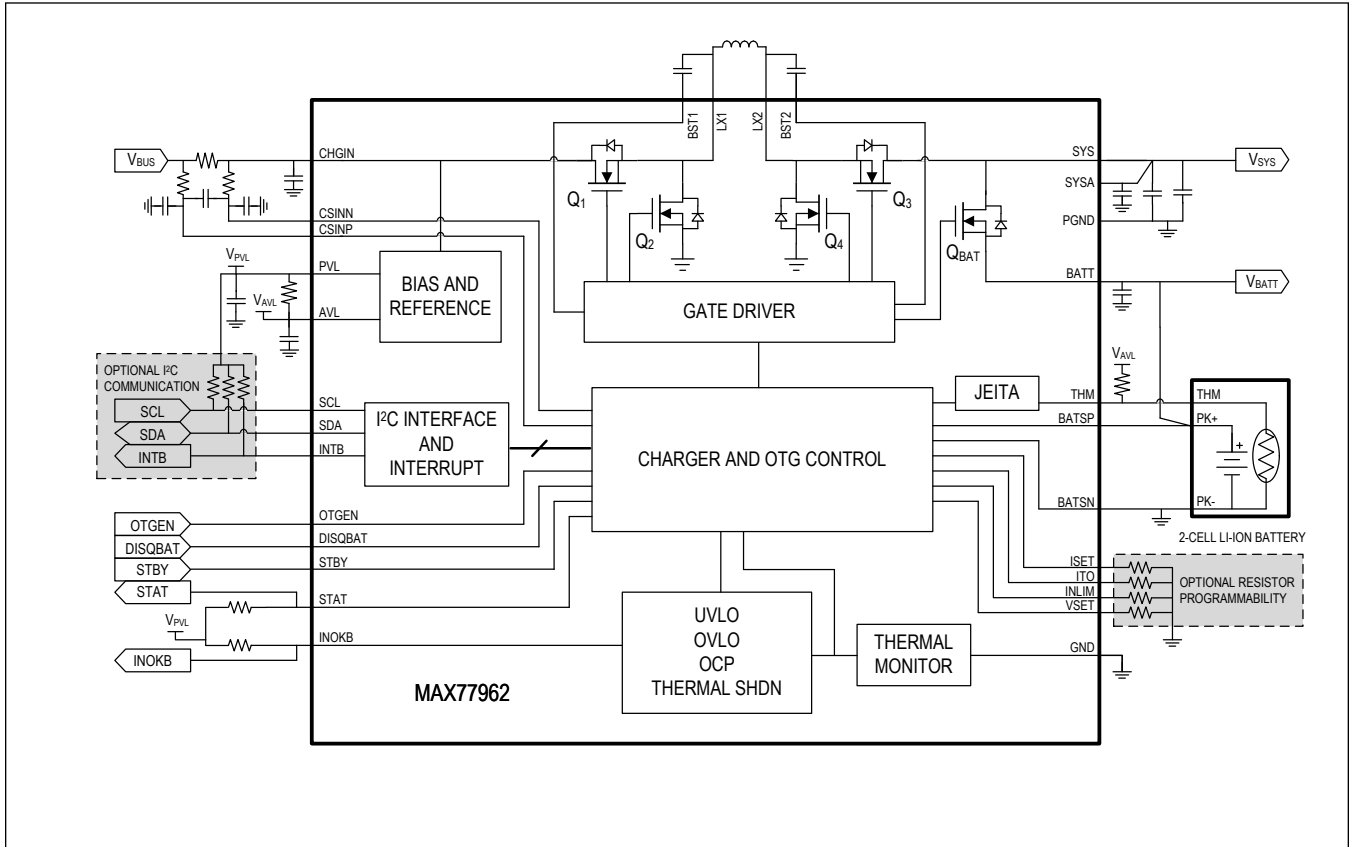 BST1
LX1
LX2
BST2
VBUS
CHGIN
CSINN
CSINP
VPVL
PVL
VAVL
AVL
BIAS AND
REFERENCE
Q1
Q2
Q4
Q3
QBAT
GATE DRIVER
SYS
VSYS
SYSA
PGND
BATT
VBATT
OPTIONAL I²C
COMMUNICATION
SCL
SDA
INTB
SCL
SDA
INTB
I²C INTERFACE
AND
INTERRUPT
CHARGER AND OTG CONTROL
JEITA
VAVL
THM
BATSP
BATSN
THM
PK+
+
PK-
2-CELL LI-ION BATTERY
OTGEN
DISQBAT
STBY
STAT
INOKB
OTGEN
DISQBAT
STBY
STAT
VPVL
INOKB
ISET
ITO
INLIM
VSET
OPTIONAL RESISTOR
PROGRAMMABILITY
UVLO
OVLO
OCP
THERMAL SHDN
THERMAL
MONITOR
GND
MAX77962